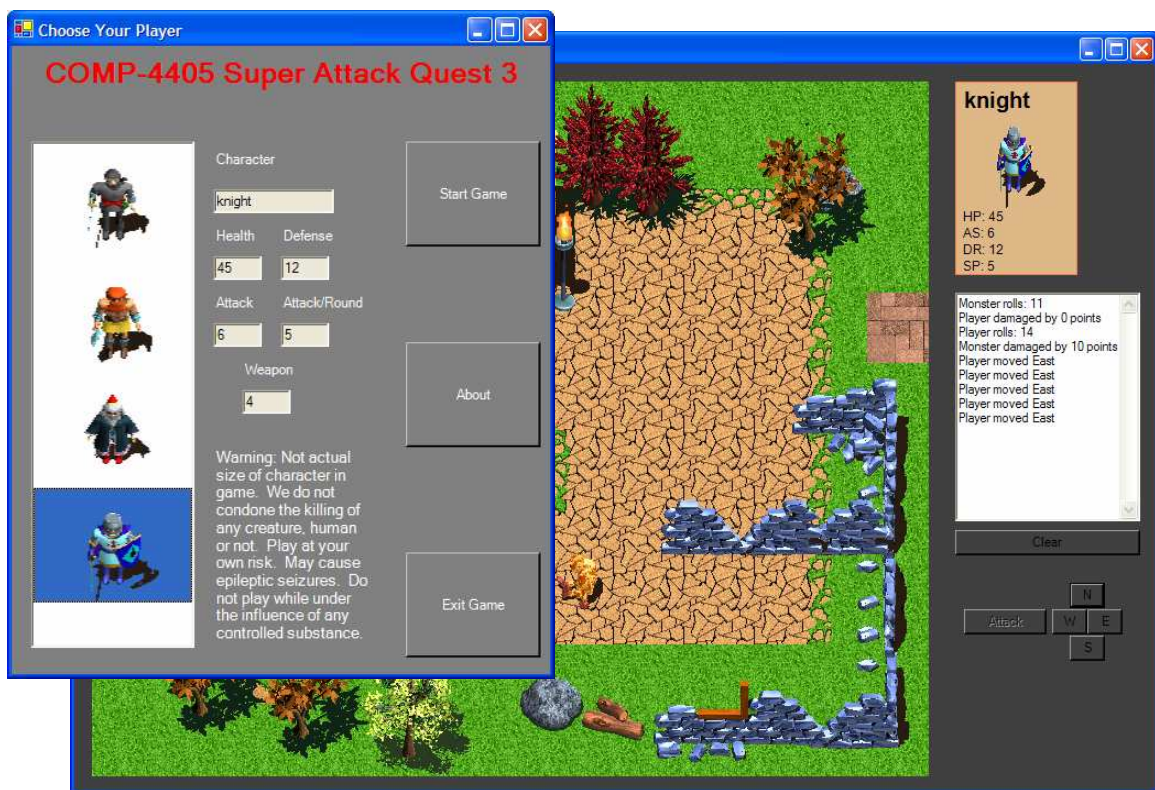 Choose Your Player
COMP-4405 Super Attack Quest 3
Character
knight
Health Defense
45 12
Attack Attack/Round
6 5
Weapon
4
Warning: Not actual
size of character in
game. We do not
condone the killing of
any creature, human
or not. Play at your
own risk. May cause
epileptic seizures. Do
not play while under
the influence of any
controlled substance.
Start Game
About
Exit Game
knight
HP: 45
AS: 6
DR: 12
SP: 5
Monster rolls: 11
Player damaged by 0 points
Player rolls: 14
Monster damaged by 10 points
Player moved East
Player moved East
Player moved East
Player moved East
Player moved East
Clear
N
Attack W E
S